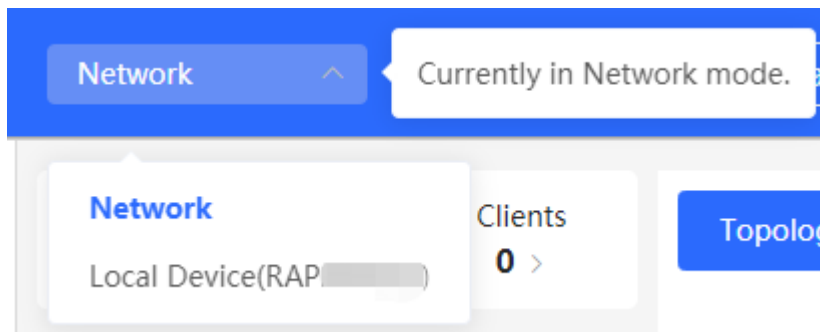 Network
Currently in Network mode.
Network
Clients
Topolog
Local Device(RAP)
0 >